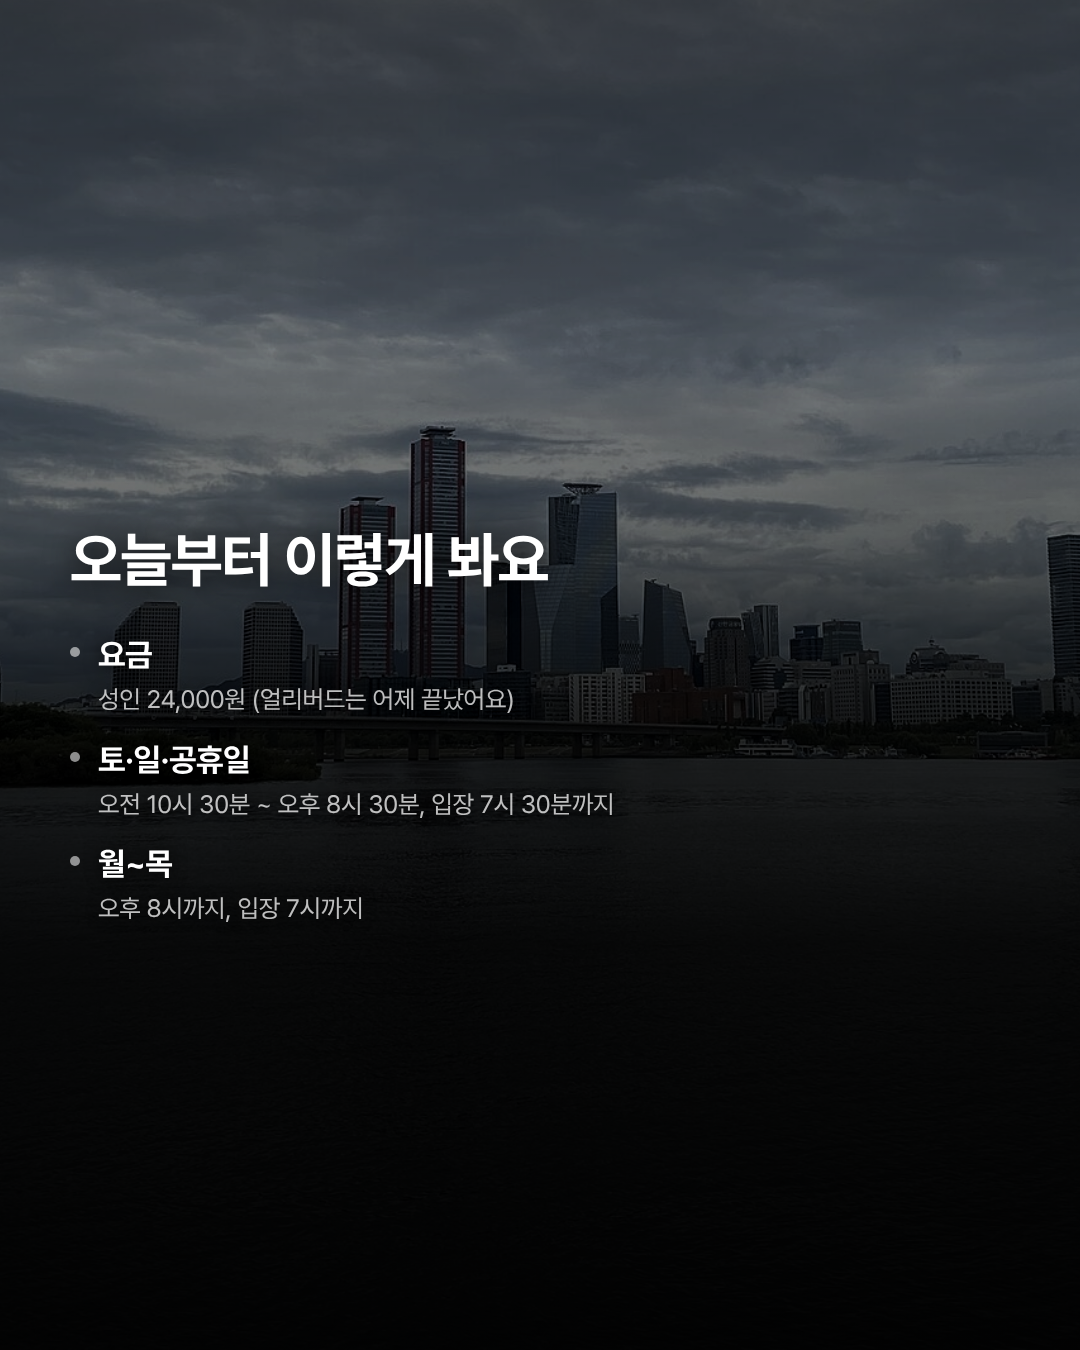 오늘부터 이렇게 봐요
요금
성인 24,000원 (얼리버드는 어제 끝났어요)
토·일·공휴일
오전 10시 30분 ~ 오후 8시 30분, 입장 7시 30분까지
월~목
오후 8시까지, 입장 7시까지